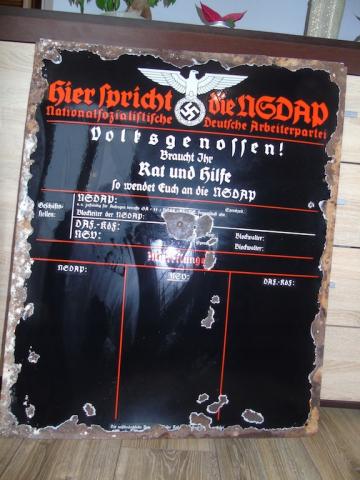 Hier spricht die NSDAP
Nationalsozialistische Deutsche Arbeiterpartei
Volksgenossen!
Braucht Ihr
Rat und Hilfe
so wendet Euch an die NSDAP
Geschäfts-
stellen:
NSDAP:
Blockleiter der NSDAP:
DAF.-KdF:
Blockwalter:
NSV:
Blockwalter:
Mitteilungen
NSDAP:
NSV:
DAF.-KdF: